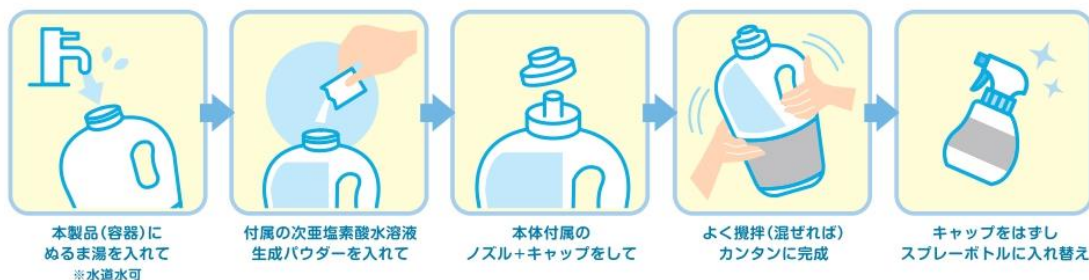 本製品(容器)に
ぬるま湯を入れて
※水道水可
付属の次亜塩素酸水溶液
生成パウダーを入れて
本体付属の
ノズル+キャップをして
よく攪拌(混ぜれば)
カンタンに完成
キャップをはずし
スプレーボトルに入れ替え